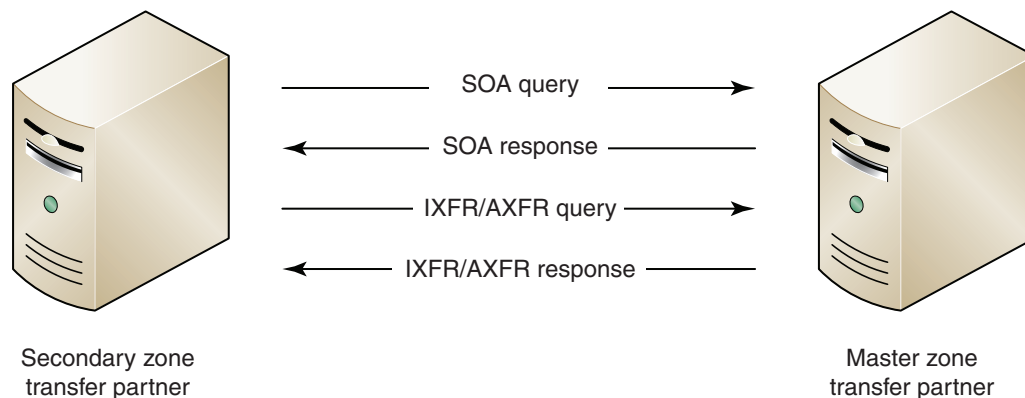 SOA query
SOA response
IXFR/AXFR query
IXFR/AXFR response
Secondary zone
transfer partner
Master zone
transfer partner